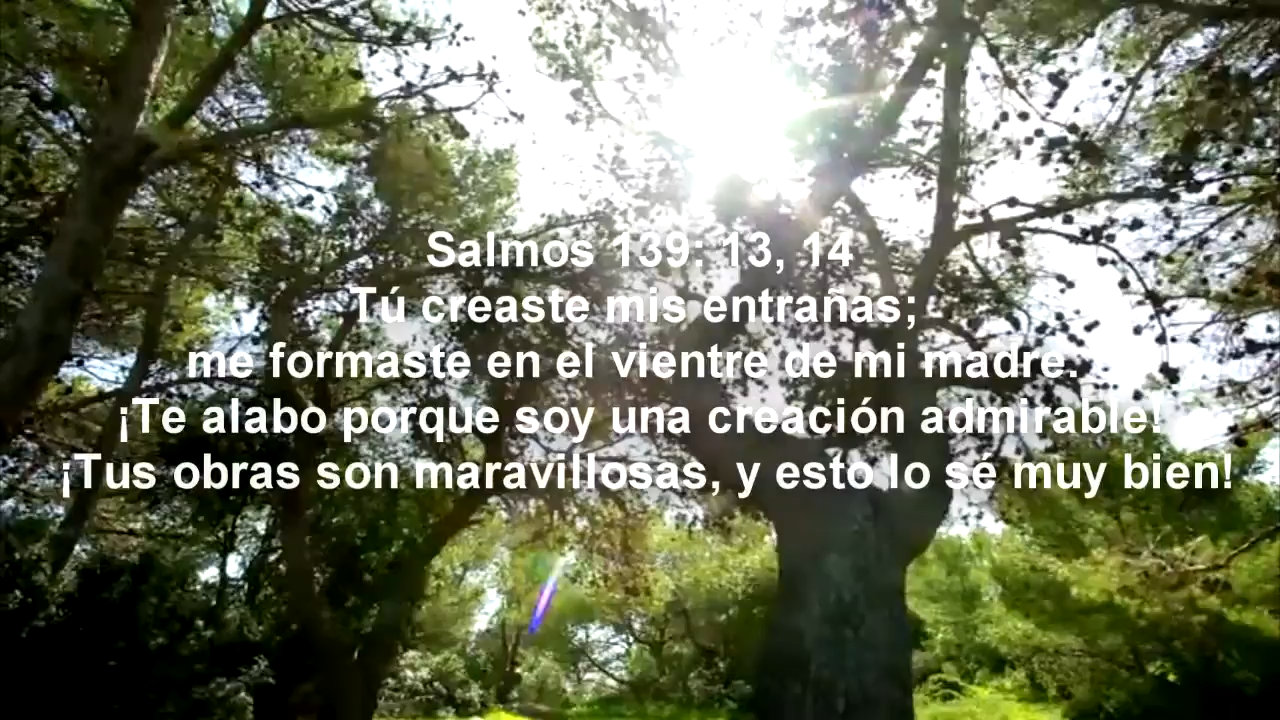 Salmos 139: 13, 14
Tú creaste mis entrañas;
me formaste en el vientre de mi madre.
¡Te alabo porque soy una creación admirable!
¡Tus obras son maravillosas, y esto lo sé muy bien!